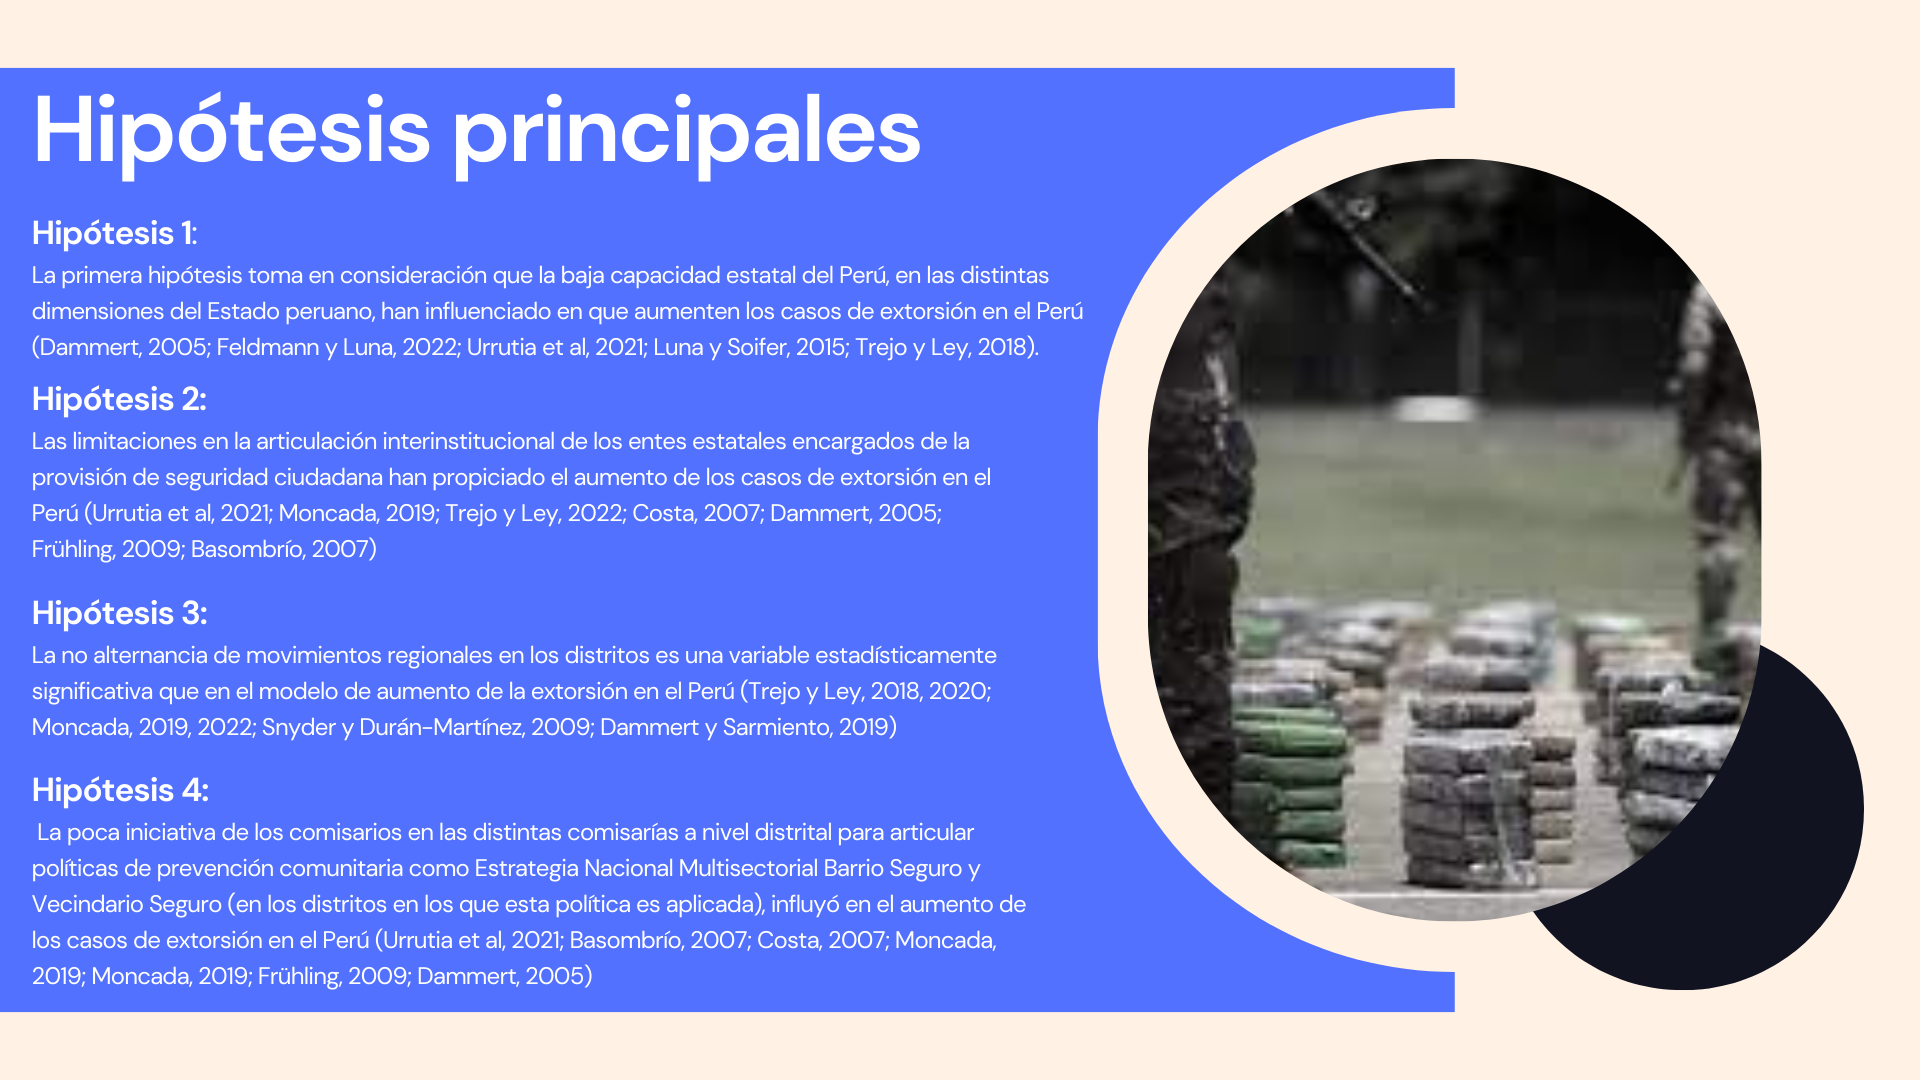 Hipótesis principales
Hipótesis 1:
La primera hipótesis toma en consideración que la baja capacidad estatal del Perú, en las distintas
dimensiones del Estado peruano, han influenciado en que aumenten los casos de extorsión en el Perú
(Dammert, 2005; Feldmann y Luna, 2022; Urrutia et al, 2021; Luna y Soifer, 2015; Trejo y Ley, 2018).
Hipótesis 2:
Las limitaciones en la articulación interinstitucional de los entes estatales encargados de la
provisión de seguridad ciudadana han propiciado el aumento de los casos de extorsión en el
Perú (Urrutia et al, 2021; Moncada, 2019; Trejo y Ley, 2022; Costa, 2007; Dammert, 2005;
Frühling, 2009; Basombrío, 2007)
Hipótesis 3:
La no alternancia de movimientos regionales en los distritos es una variable estadísticamente
significativa que en el modelo de aumento de la extorsión en el Perú (Trejo y Ley, 2018, 2020;
Moncada, 2019, 2022; Snyder y Durán-Martínez, 2009; Dammert y Sarmiento, 2019)
Hipótesis 4:
La poca iniciativa de los comisarios en las distintas comisarías a nivel distrital para articular
políticas de prevención comunitaria como Estrategia Nacional Multisectorial Barrio Seguro y
Vecindario Seguro (en los distritos en los que esta política es aplicada), influyó en el aumento de
los casos de extorsión en el Perú (Urrutia et al, 2021; Basombrío, 2007; Costa, 2007; Moncada,
2019; Moncada, 2019; Frühling, 2009; Dammert, 2005)